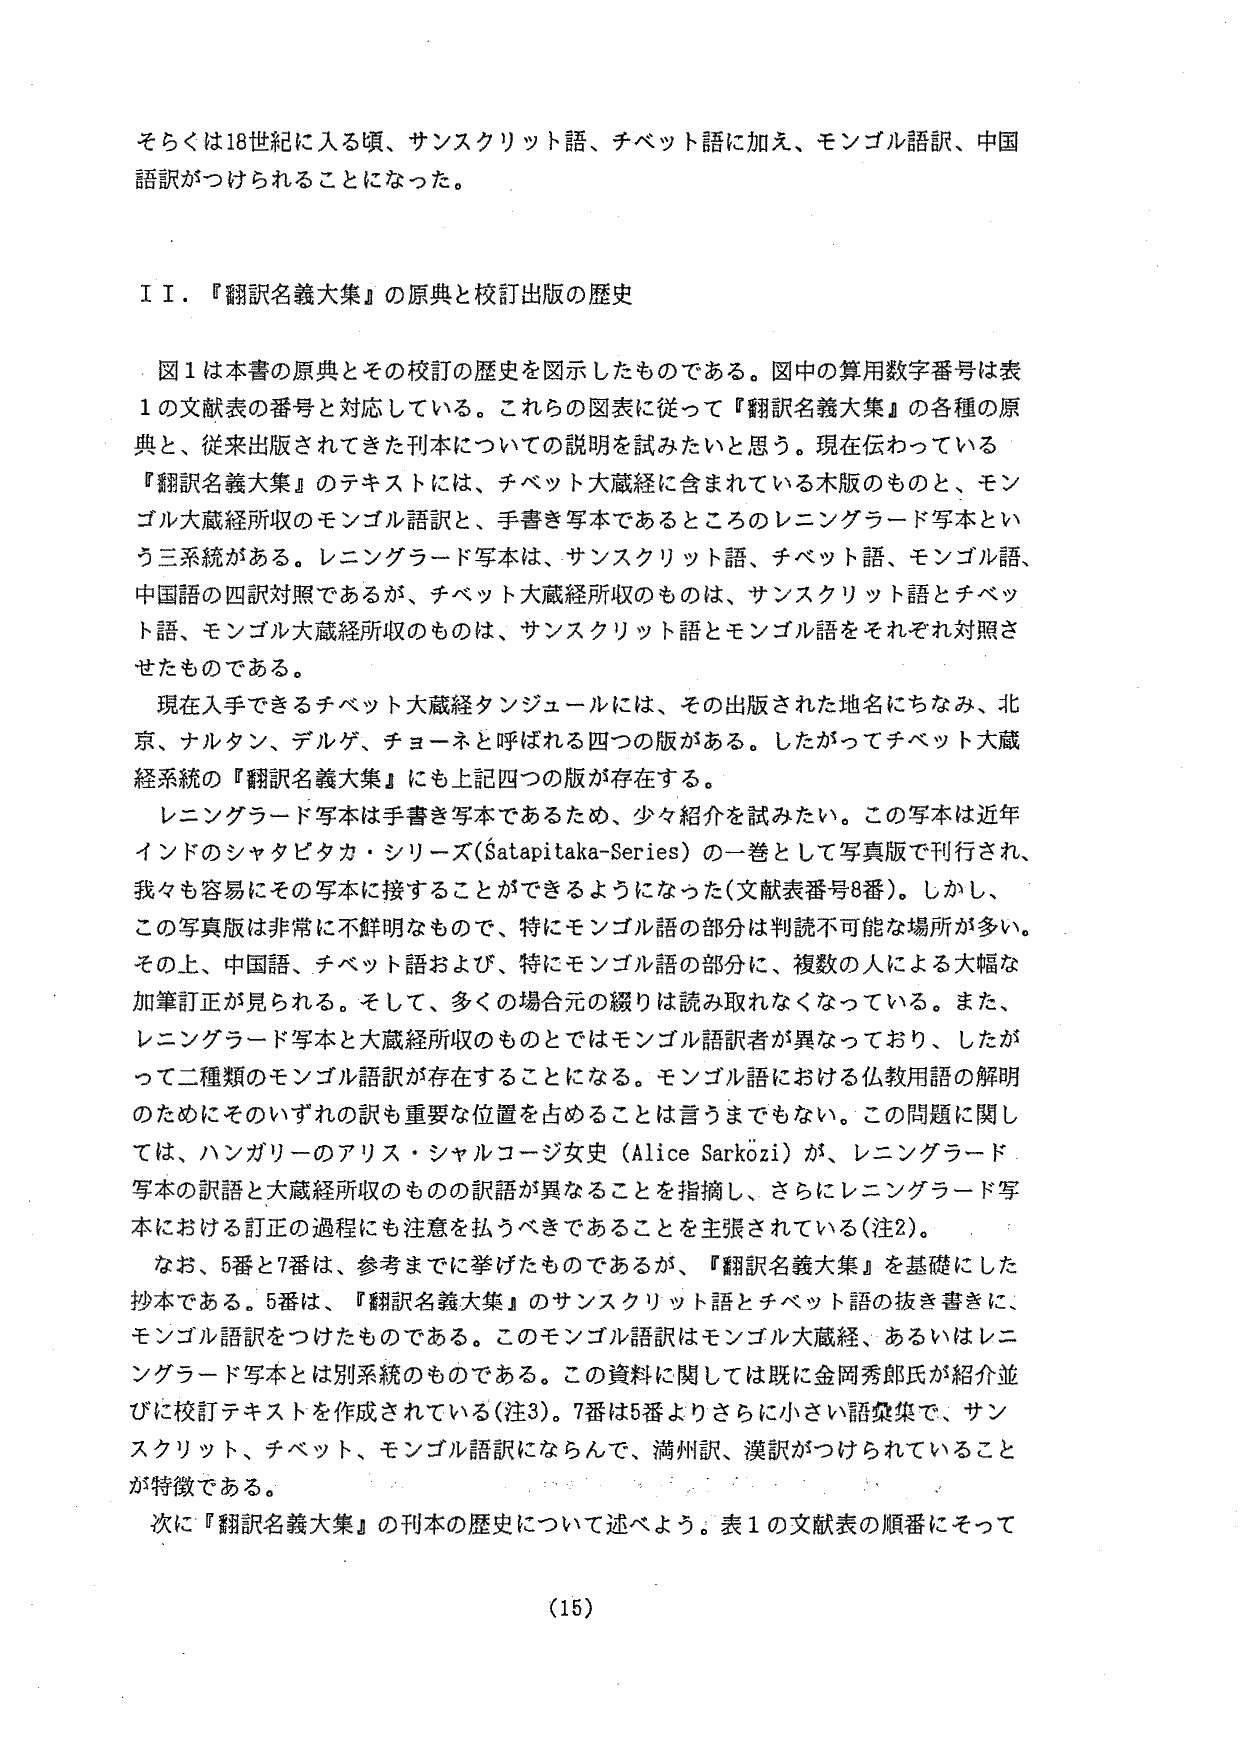 そらくは18世紀に入る頃、サンスクリット語、チベット語に加え、モンゴル語訳、中国
語訳がつけられることになった。
ＩＩ．『翻訳名義大集』の原典と校訂出版の歴史
図１は本書の原典とその校訂の歴史を図示したものである。図中の算用数字番号は表
１の文献表の番号と対応している。これらの図表に従って『翻訳名義大集』の各種の原
典と、従来出版されてきた刊本についての説明を試みたいと思う。現在伝わっている
『翻訳名義大集』のテキストには、チベット大蔵経に含まれている木版のものと、モン
ゴル大蔵経所収のモンゴル語訳と、手書き写本であるところのレニングラード写本とい
う三系統がある。レニングラード写本は、サンスクリット語、チベット語、モンゴル語、
中国語の四訳対照であるが、チベット大蔵経所収のものは、サンスクリット語とチベッ
ト語、モンゴル大蔵経所収のものは、サンスクリット語とモンゴル語をそれぞれ対照さ
せたものである。
現在入手できるチベット大蔵経タンジュールには、その出版された地名にちなみ、北
京、ナルタン、デルゲ、チョーネと呼ばれる四つの版がある。したがってチベット大蔵
経系統の『翻訳名義大集』にも上記四つの版が存在する。
レニングラード写本は手書き写本であるため、少々紹介を試みたい。この写本は近年
インドのシャタピタカ・シリーズ(Śatapitaka-Series) の一巻として写真版で刊行され、
我々も容易にその写本に接することができるようになった(文献表番号8番)。しかし、
この写真版は非常に不鮮明なもので、特にモンゴル語の部分は判読不可能な場所が多い。
その上、中国語、チベット語および、特にモンゴル語の部分に、複数の人による大幅な
加筆訂正が見られる。そして、多くの場合元の綴りは読み取れなくなっている。また、
レニングラード写本と大蔵経所収のものとではモンゴル語訳者が異なっており、したが
って二種類のモンゴル語訳が存在することになる。モンゴル語における仏教用語の解明
のためにそのいずれの訳も重要な位置を占めることは言うまでもない。この問題に関し
ては、ハンガリーのアリス・シャルコージ女史 (Alice Sarközi) が、レニングラード
写本の訳語と大蔵経所収のものの訳語が異なることを指摘し、さらにレニングラード写
本における訂正の過程にも注意を払うべきであることを主張されている(注2)。
なお、5番と7番は、参考までに挙げたものであるが、『翻訳名義大集』を基礎にした
抄本である。5番は、『翻訳名義大集』のサンスクリット語とチベット語の抜き書きに、
モンゴル語訳をつけたものである。このモンゴル語訳はモンゴル大蔵経、あるいはレニ
ングラード写本とは別系統のものである。この資料に関しては既に金岡秀郎氏が紹介並
びに校訂テキストを作成されている(注3)。7番は5番よりさらに小さい語彙集で、サン
スクリット、チベット、モンゴル語訳にならんで、満州訳、漢訳がつけられていること
が特徴である。
次に『翻訳名義大集』の刊本の歴史について述べよう。表１の文献表の順番にそって
(15)